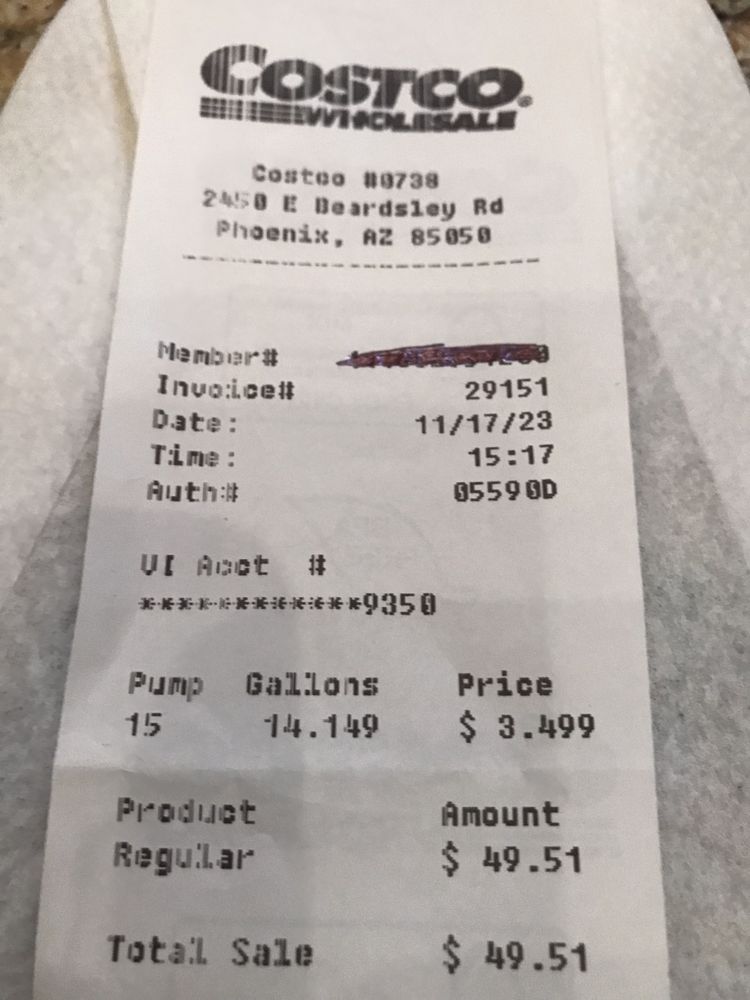 COSTCO
WHOLESALE
Costco #0738
2450 E Beardsley Rd
Phoenix, AZ 85050
Member#
Invoice# 29151
Date: 11/17/23
Time: 15:17
Auth# 05590D
VI Acct #
************9350
Pump Gallons Price
15 14.149 $ 3.499
Product Amount
Regular $ 49.51
Total Sale $ 49.51